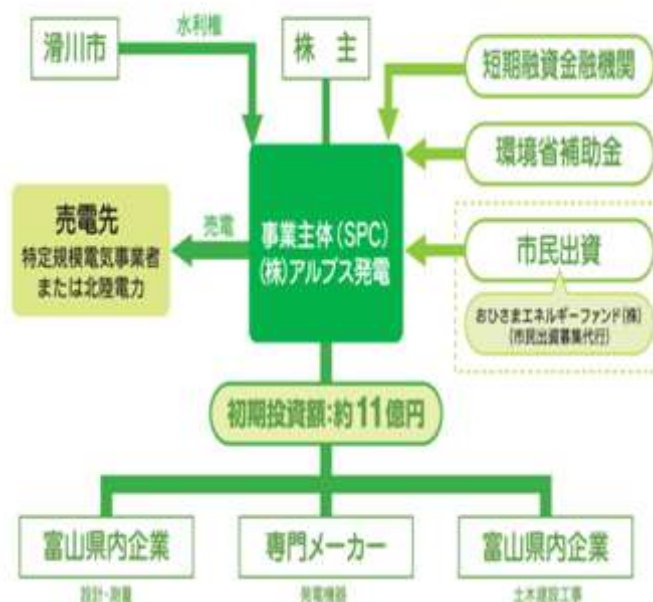 滑川市
水利権
株 主
短期融資金融機関
環境省補助金
売電先
特定規模電気事業者
または北陸電力
売電
事業主体(SPC)
(株)アルプス発電
市民出資
おひさまエネルギーファンド(株)
(市民出資募集代行)
初期投資額:約11億円
富山県内企業
設計・測量
専門メーカー
発電機器
富山県内企業
土木建設工事